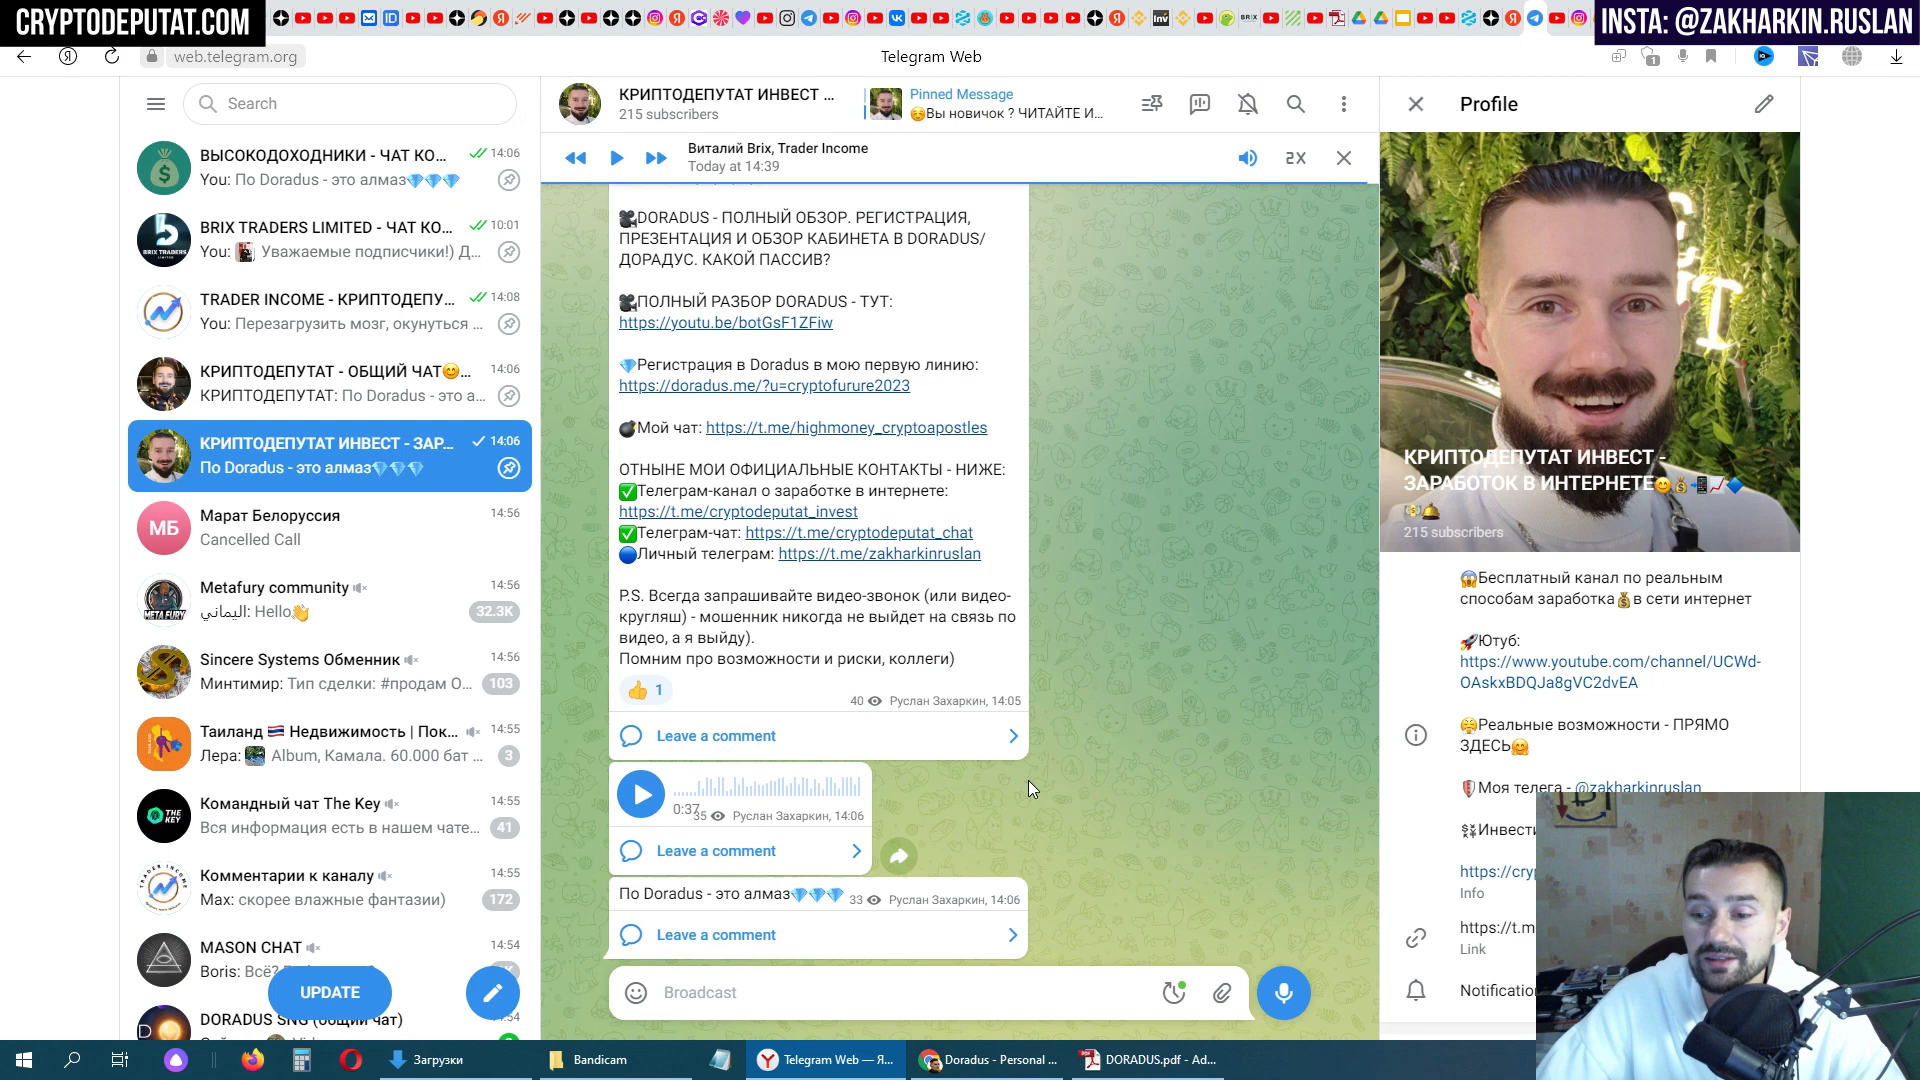 CRYPTODEPUTAT.COM
INSTA: @ZAKHARKIN.RUSLAN
web.telegram.org
Telegram Web
Search
ВЫСОКОДОХОДНИКИ - ЧАТ КО...
14:06
You: По Doradus - это алмаз💎💎💎
BRIX TRADERS LIMITED - ЧАТ КО...
10:01
You: Уважаемые подписчики!) Д...
TRADER INCOME - КРИПТОДЕПУ...
14:08
You: Перезагрузить мозг, окунуться ...
КРИПТОДЕПУТАТ - ОБЩИЙ ЧАТ😊...
14:06
КРИПТОДЕПУТАТ: По Doradus - это а...
КРИПТОДЕПУТАТ ИНВЕСТ - ЗАР...
14:06
По Doradus - это алмаз💎💎💎
МБ
Марат Белоруссия
14:56
Cancelled Call
Metafury community
14:56
اليماني: Hello👋
32.3K
Sincere Systems Обменник
14:56
Минтимир: Тип сделки: #продам О...
103
Таиланд 🇹🇭 Недвижимость | Пок...
14:55
Лера: Album, Камала. 60.000 бат ...
3
Командный чат The Key
14:55
Вся информация есть в нашем чате...
41
Комментарии к каналу
14:55
Max: скорее влажные фантазии)
172
MASON CHAT
14:54
Boris: Всё?
UPDATE
DORADUS SNG (общий чат)
КРИПТОДЕПУТАТ ИНВЕСТ ...
215 subscribers
Pinned Message
☺️Вы новичок ? ЧИТАЙТЕ И...
Виталий Brix, Trader Income
Today at 14:39
2X
🎥DORADUS - ПОЛНЫЙ ОБЗОР. РЕГИСТРАЦИЯ,
ПРЕЗЕНТАЦИЯ И ОБЗОР КАБИНЕТА В DORADUS/
ДОРАДУС. КАКОЙ ПАССИВ?
🎥ПОЛНЫЙ РАЗБОР DORADUS - ТУТ:
https://youtu.be/botGsF1ZFiw
💎Регистрация в Doradus в мою первую линию:
https://doradus.me/?u=cryptofurure2023
💣Мой чат: https://t.me/highmoney_cryptoapostles
ОТНЫНЕ МОИ ОФИЦИАЛЬНЫЕ КОНТАКТЫ - НИЖЕ:
✅Телеграм-канал о заработке в интернете:
https://t.me/cryptodeputat_invest
✅Телеграм-чат: https://t.me/cryptodeputat_chat
🔵Личный телеграм: https://t.me/zakharkinruslan
P.S. Всегда запрашивайте видео-звонок (или видео-
кругляш) - мошенник никогда не выйдет на связь по
видео, а я выйду).
Помним про возможности и риски, коллеги)
👍 1
40 Руслан Захаркин, 14:05
Leave a comment
0:37
35 Руслан Захаркин, 14:06
Leave a comment
По Doradus - это алмаз💎💎💎 33 Руслан Захаркин, 14:06
Leave a comment
Broadcast
Profile
КРИПТОДЕПУТАТ ИНВЕСТ -
ЗАРАБОТОК В ИНТЕРНЕТЕ😊💰📲📈🔷
💱🔔
215 subscribers
😱Бесплатный канал по реальным
способам заработка💰в сети интернет
🚀Ютуб:
https://www.youtube.com/channel/UCWd-
OAskxBDQJa8gVC2dvEA
😤Реальные возможности - ПРЯМО
ЗДЕСЬ🤗
Моя телега - @zakharkinruslan
Инвести
https://cryp
Info
https://t.m
Link
Notification
Загрузки
Bandicam
Telegram Web — Я...
Doradus - Personal ...
DORADUS.pdf - Ad...